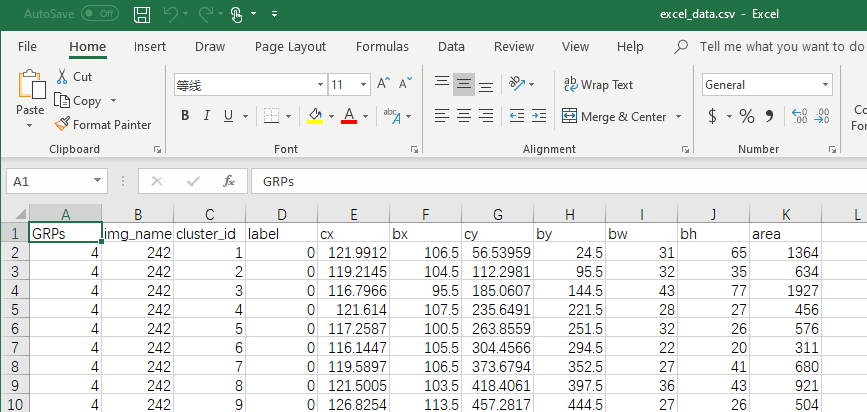 AutoSave Off excel_data.csv - Excel
File Home Insert Draw Page Layout Formulas Data Review View Help Tell me what you want to do
Paste Cut Copy Format Painter
等线 11 A A
B I U A abc A
ab Wrap Text
Merge & Center
General
$ % , .00 .0
Co
For
Clipboard Font Alignment Number
A1 fx GRPs
A B C D E F G H I J K L
1 GRPs img_name cluster_id label cx bx cy by bw bh area
2 4 242 1 0 121.9912 106.5 56.53959 24.5 31 65 1364
3 4 242 2 0 119.2145 104.5 112.2981 95.5 32 35 634
4 4 242 3 0 116.7966 95.5 185.0607 144.5 43 77 1927
5 4 242 4 0 121.614 107.5 235.6491 221.5 28 27 456
6 4 242 5 0 117.2587 100.5 263.8559 251.5 32 26 576
7 4 242 6 0 116.1447 105.5 304.4566 294.5 22 20 311
8 4 242 7 0 119.5897 106.5 373.6794 352.5 27 41 680
9 4 242 8 0 121.5005 103.5 418.4061 397.5 36 43 921
10 4 242 9 0 126.8254 113.5 457.2817 444.5 27 26 504